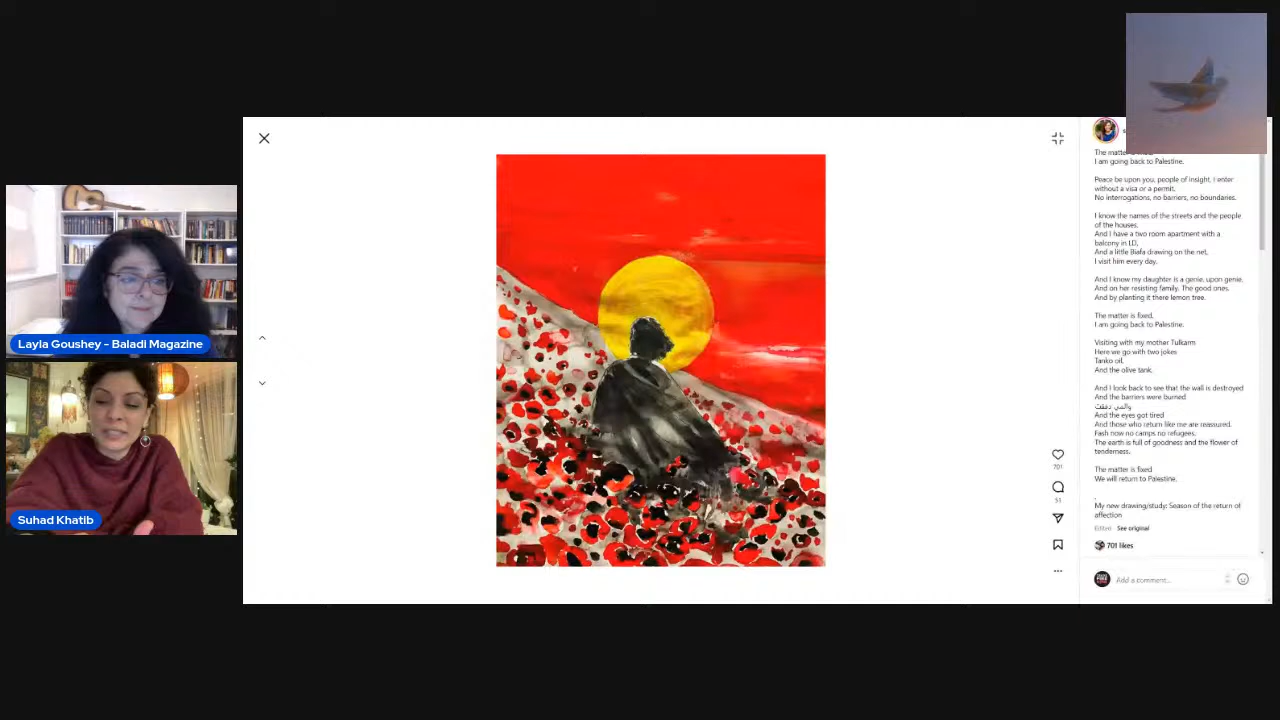 Layla Goushey - Baladi Magazine
Suhad Khatib
701
51
The matter
I am going back to Palestine.
Peace be upon you, people of insight, I enter
without a visa or a permit.
No interrogations, no barriers, no boundaries.
I know the names of the streets and the people
of the houses.
And I have a two room apartment with a
balcony in LD,
And a little Biafa drawing on the net,
I visit him every day.
And I know my daughter is a genie, upon genie.
And on her resisting family. The good ones.
And by planting it there lemon tree.
The matter is fixed,
I am going back to Palestine.
Visiting with my mother Tulkarm
Here we go with two jokes
Tanko oil,
And the olive tank.
And I look back to see that the wall is destroyed
And the barriers were burned
والمي دفقت
And the eyes got tired
And those who return like me are reassured.
Fash now no camps no refugees.
The earth is full of goodness and the flower of
tenderness.
The matter is fixed
We will return to Palestine.
.
My new drawing/study: Season of the return of
affection
Edited See original
701 likes
Add a comment...